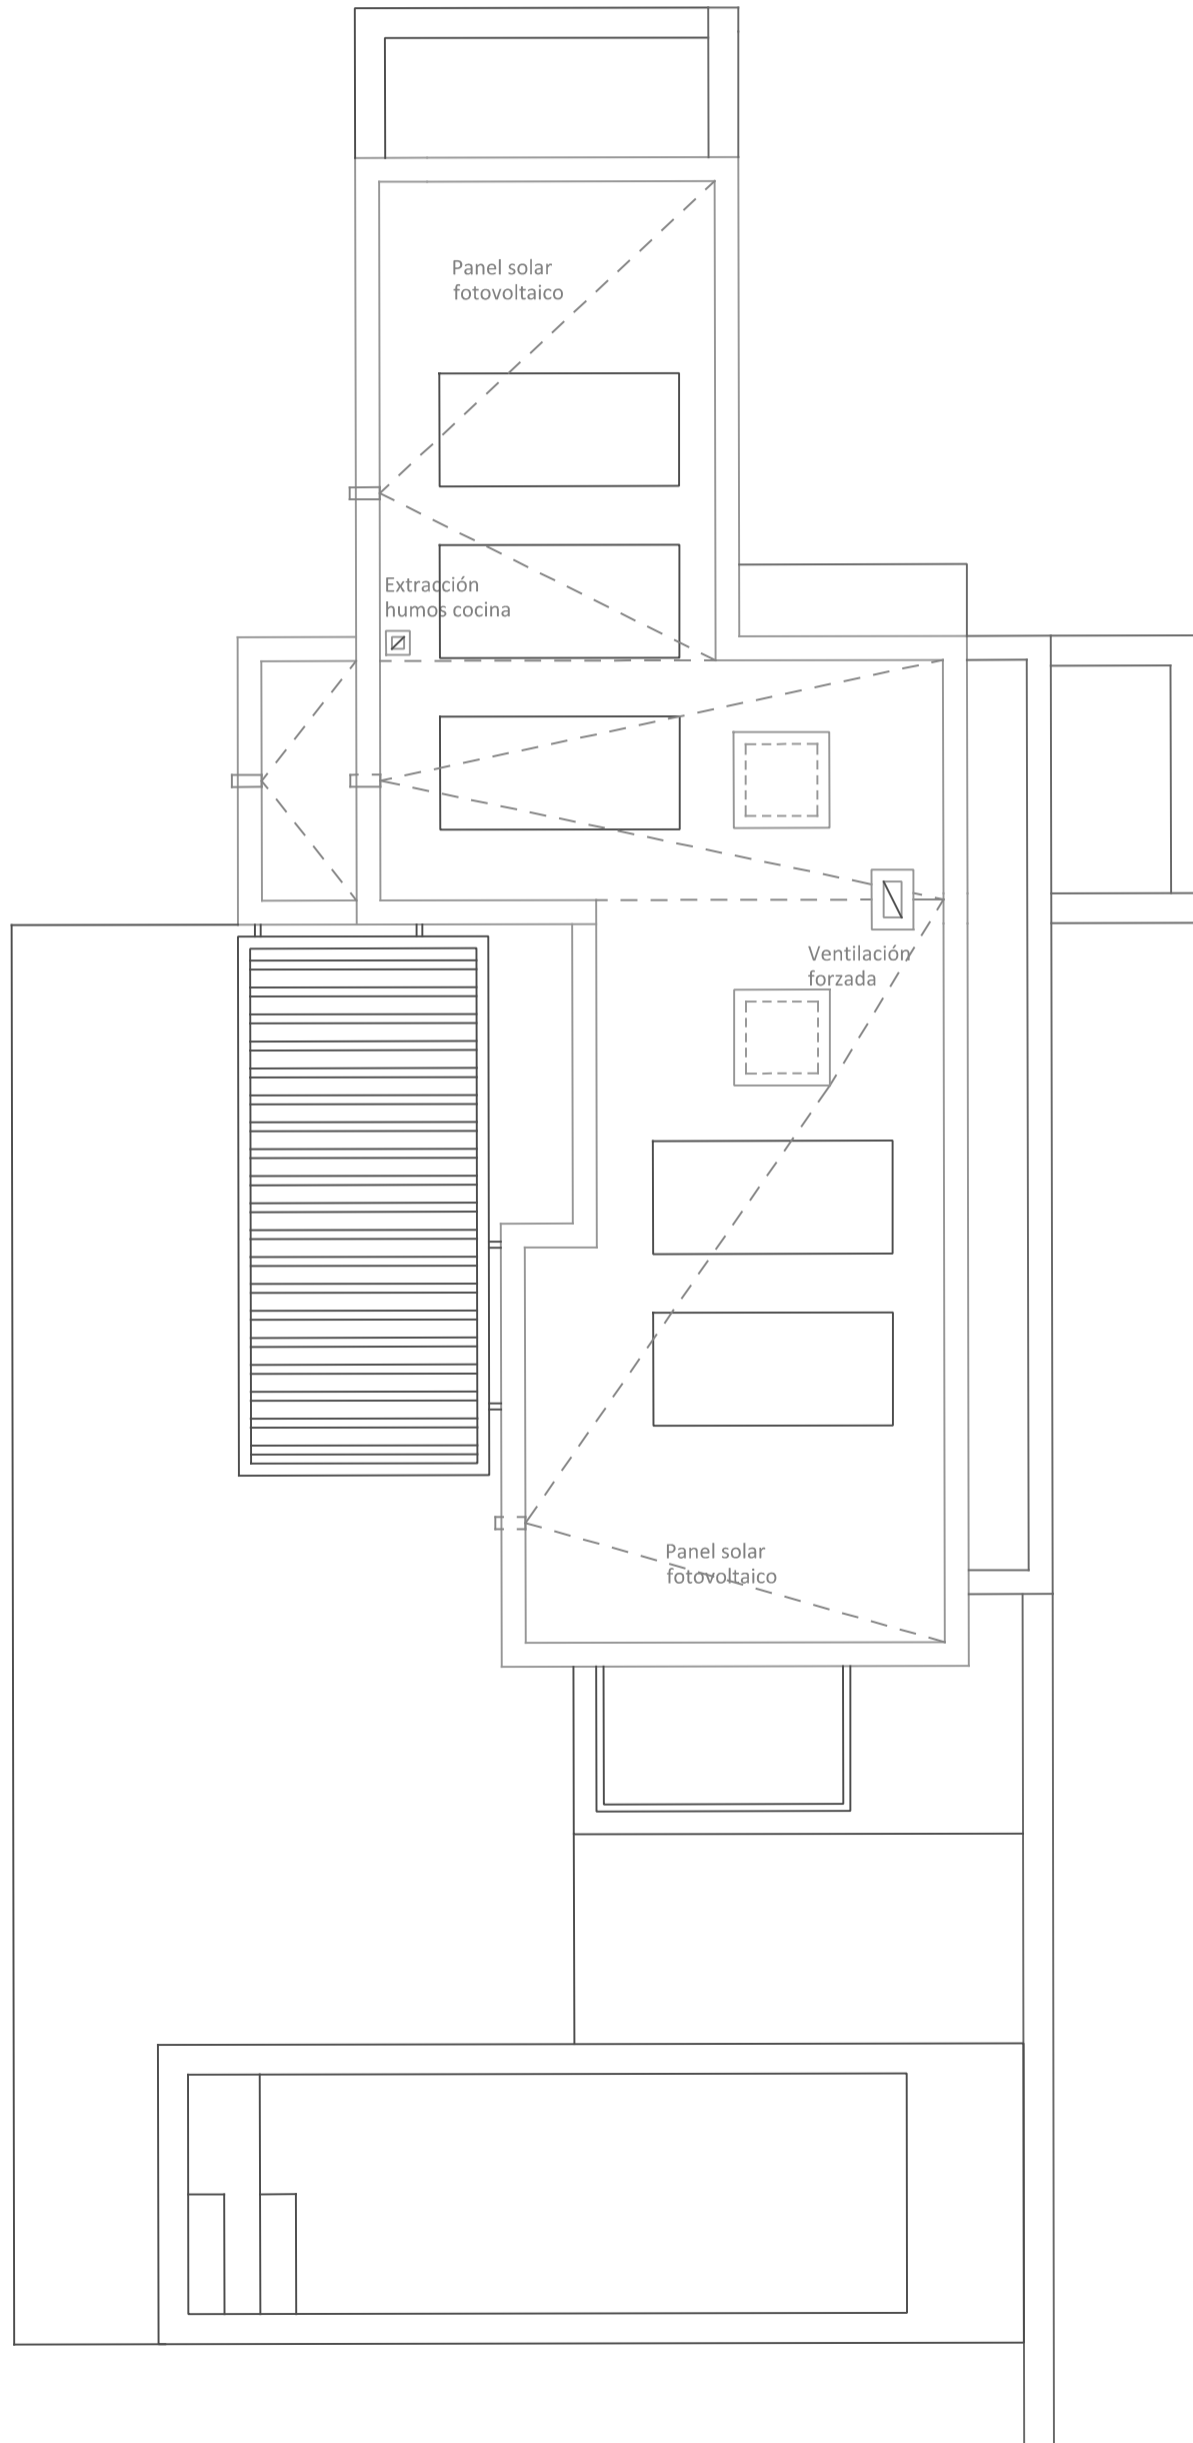 Panel solar
fotovoltaico
Extracción
humos cocina
Ventilación
forzada
Panel solar
fotovoltaico